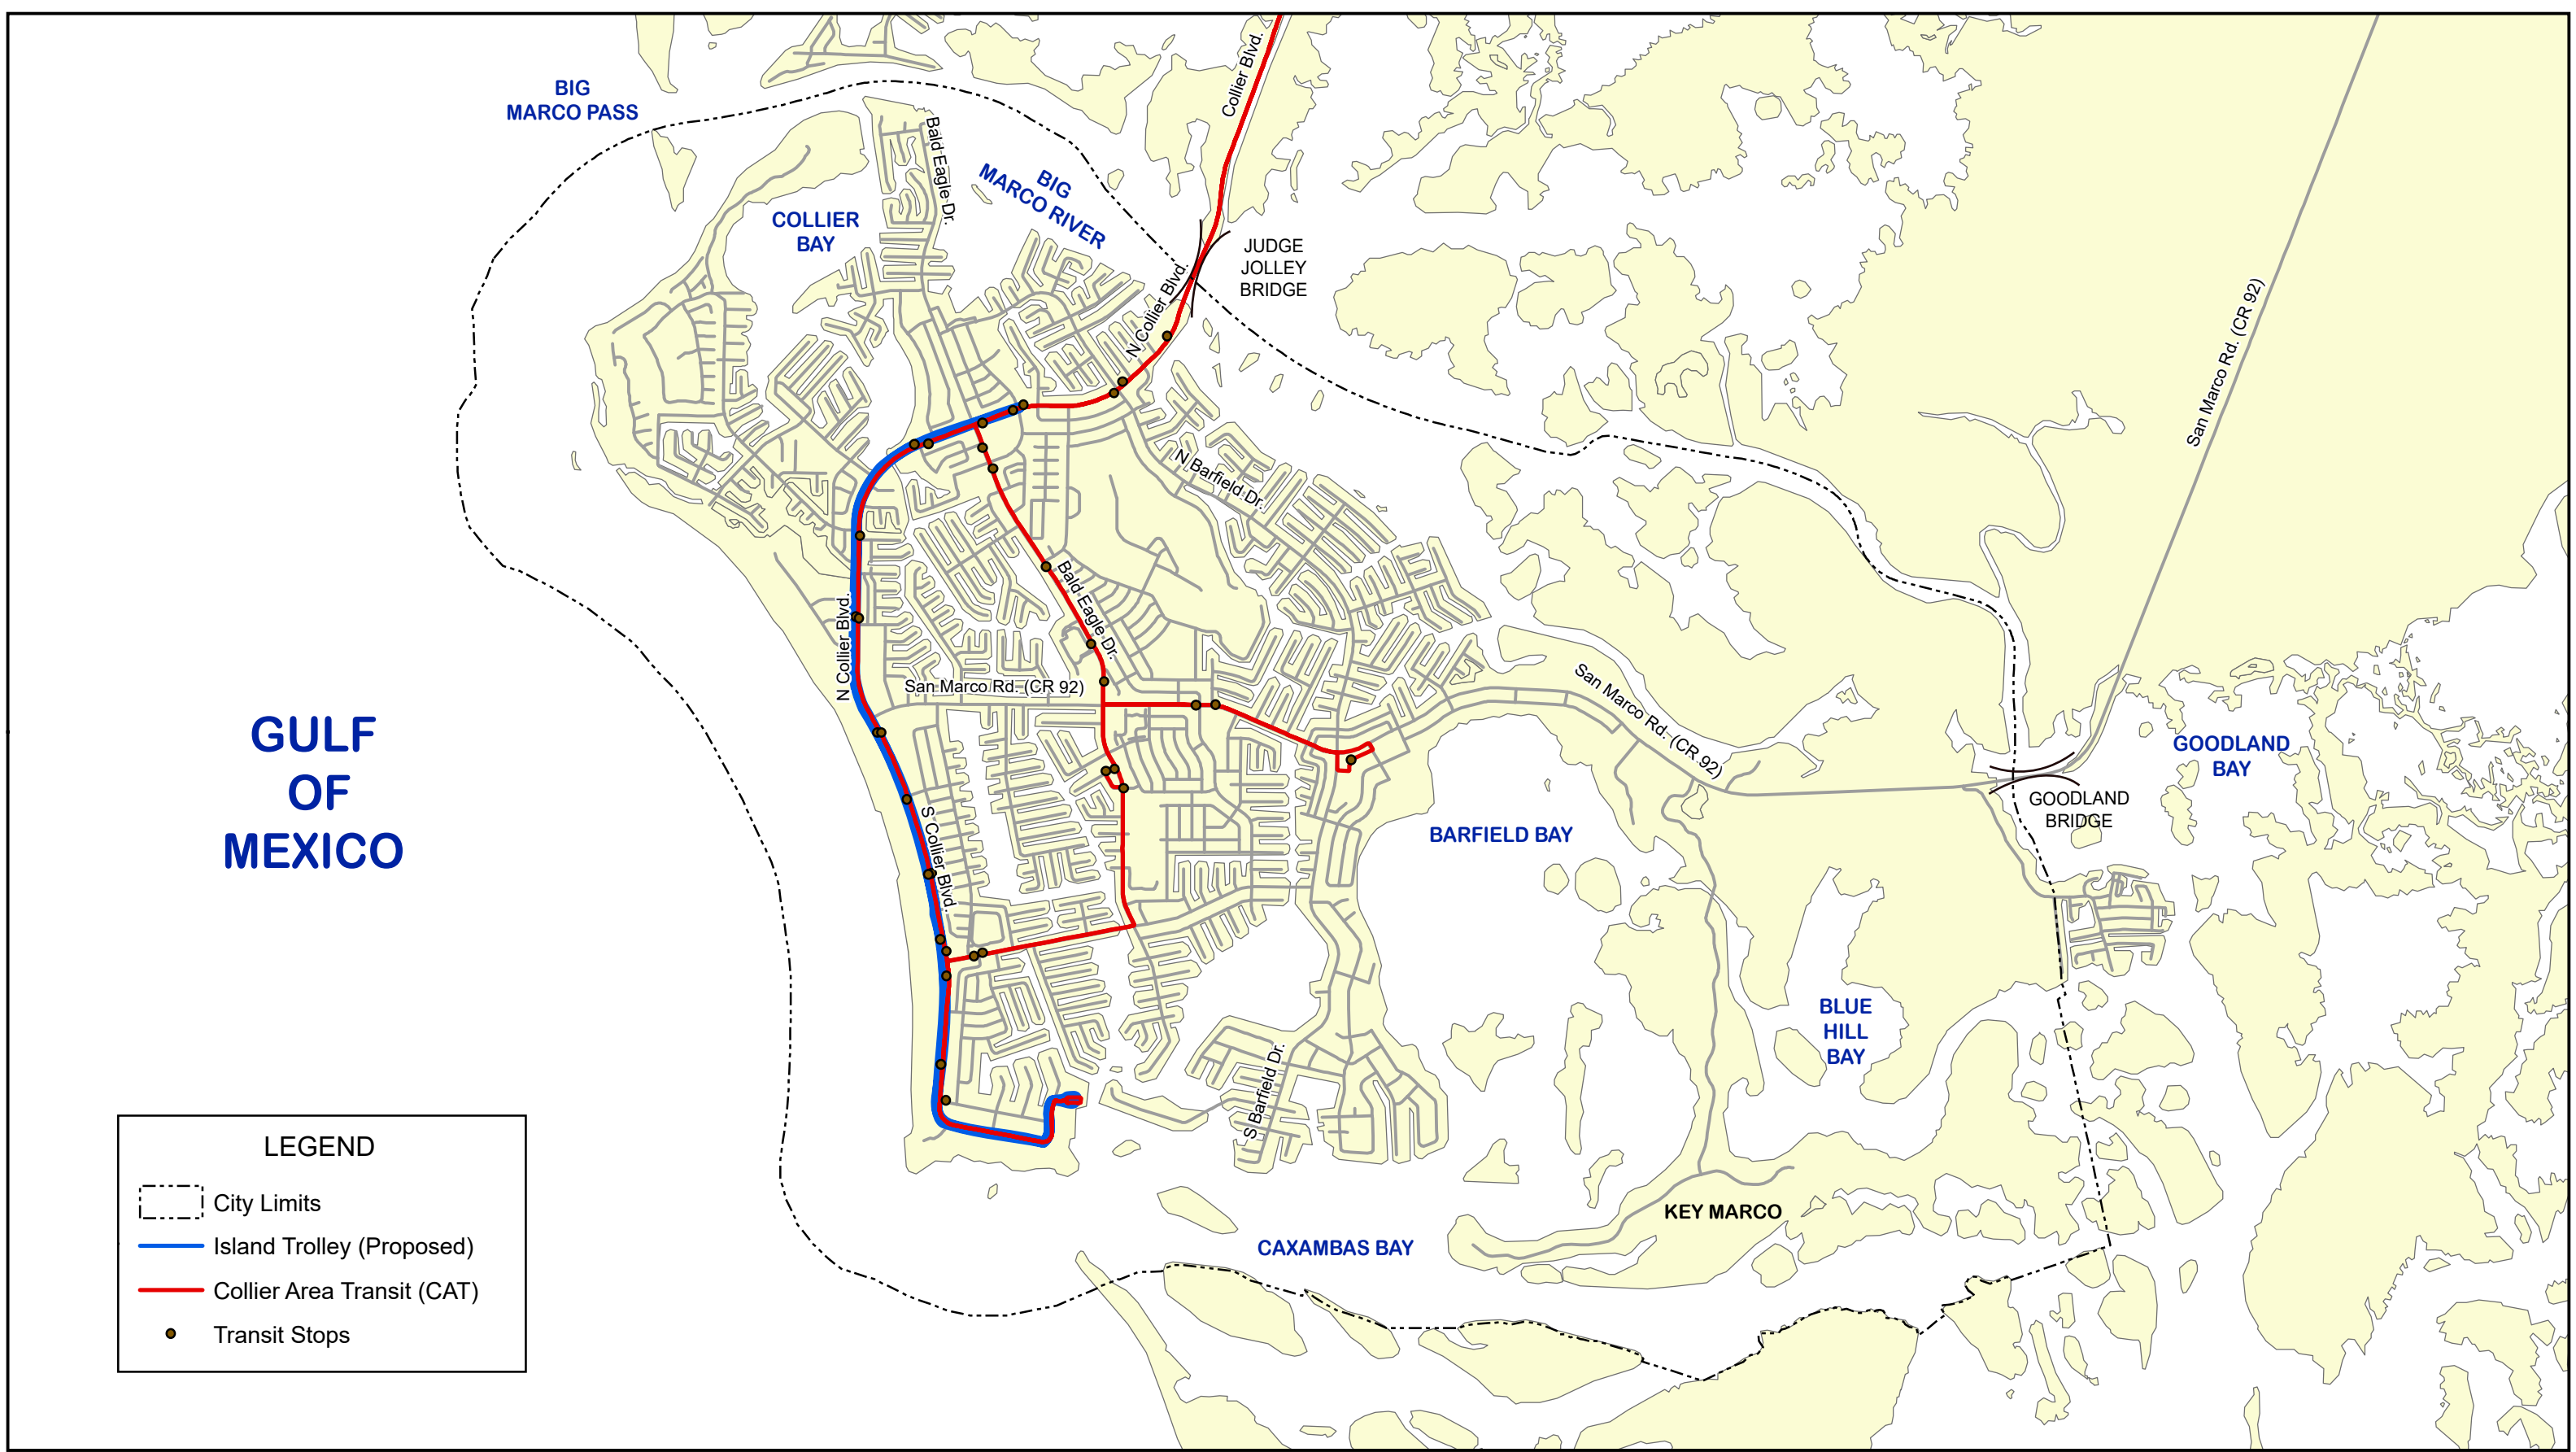 Collier Blvd.
BIG
MARCO PASS
Bald Eagle Dr.
BIG
MARCO RIVER
COLLIER
BAY
JUDGE
JOLLEY
BRIDGE
N Collier Blvd.
San Marco Rd. (CR 92)
N Barfield Dr.
Bald Eagle Dr.
N Collier Blvd.
San Marco Rd. (CR 92)
San Marco Rd. (CR 92)
GULF
OF
MEXICO
GOODLAND
BAY
GOODLAND
BRIDGE
S Collier Blvd.
BARFIELD BAY
BLUE
HILL
BAY
S Barfield Dr.
KEY MARCO
CAXAMBAS BAY
LEGEND
City Limits
Island Trolley (Proposed)
Collier Area Transit (CAT)
Transit Stops